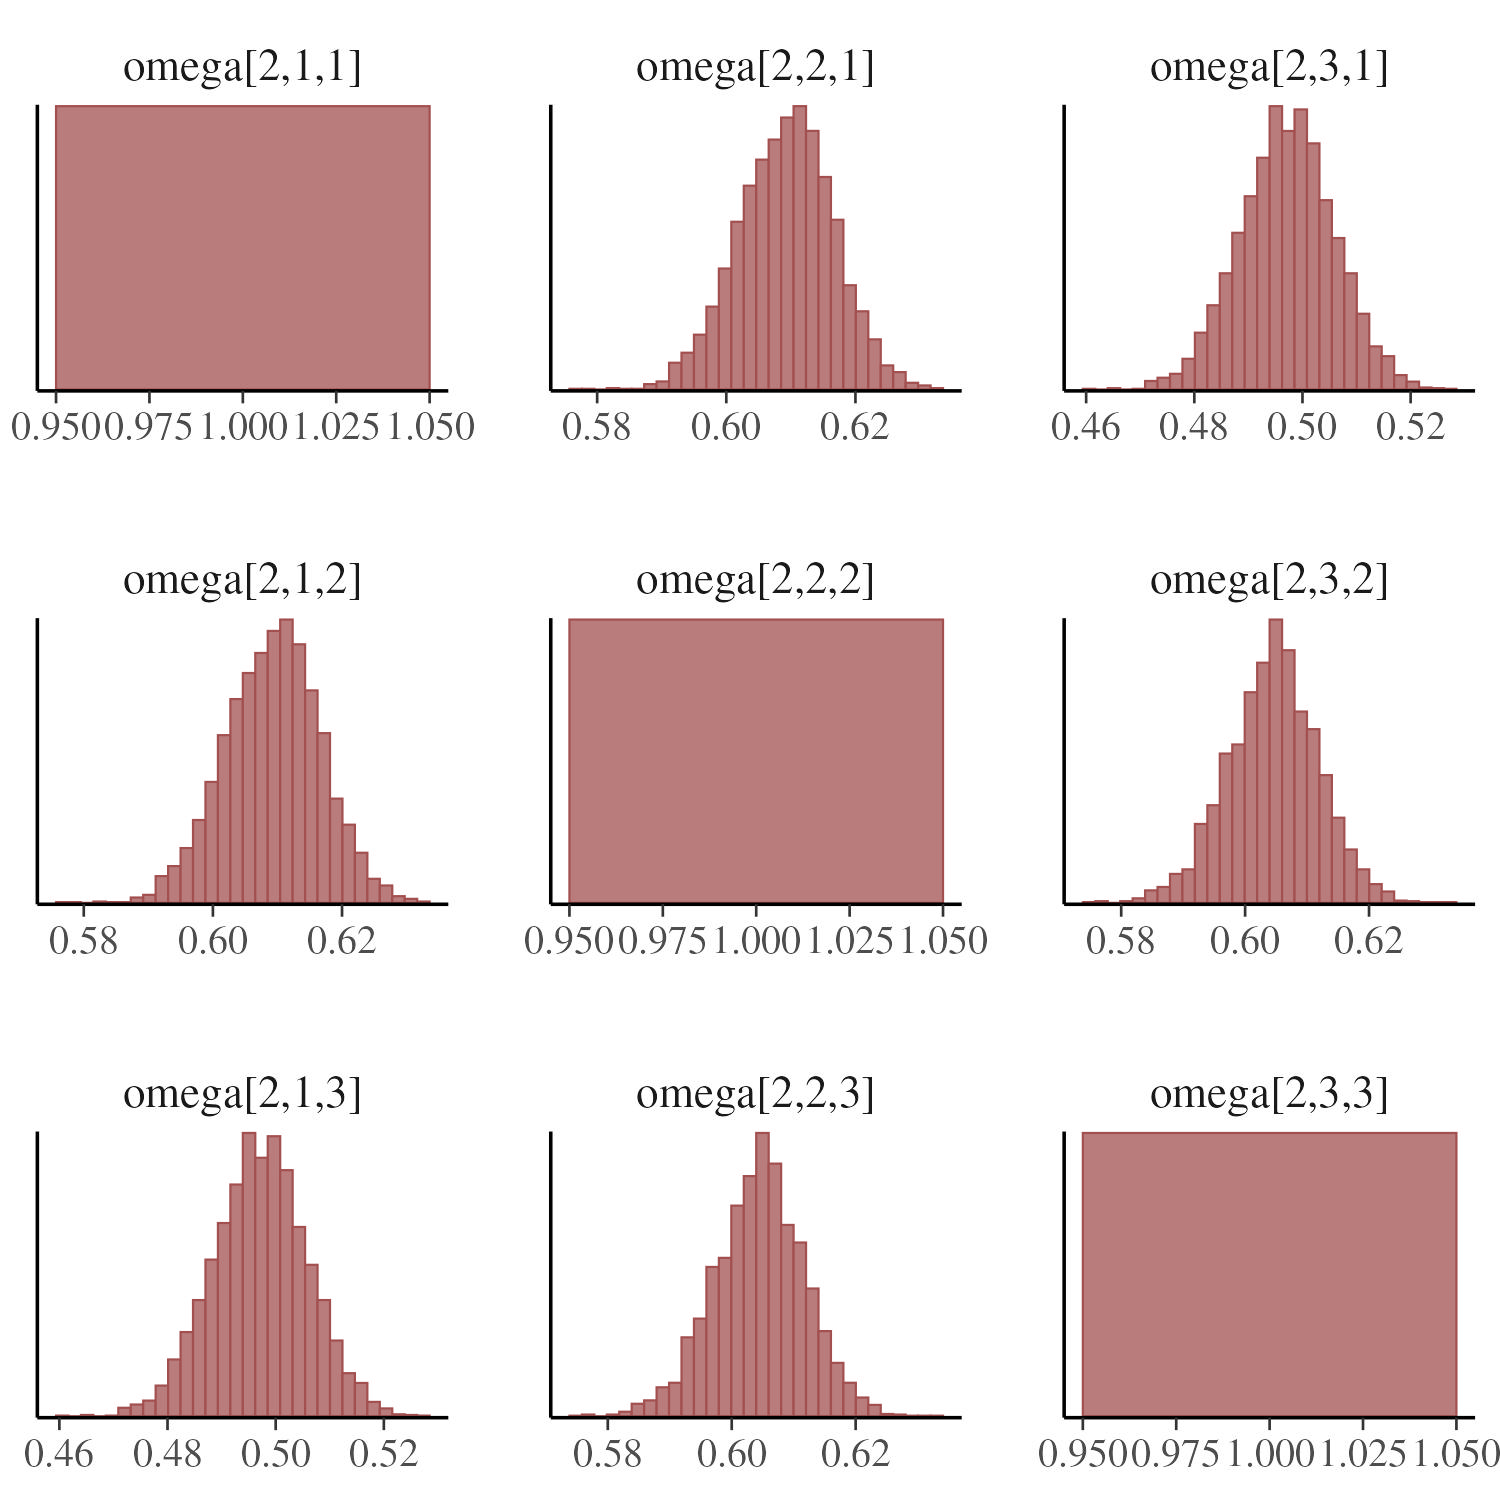 omega[2,1,1] omega[2,2,1] omega[2,3,1]
0.950 0.975 1.000 1.025 1.050 0.58 0.60 0.62 0.46 0.48 0.50 0.52
omega[2,1,2] omega[2,2,2] omega[2,3,2]
0.58 0.60 0.62 0.950 0.975 1.000 1.025 1.050 0.58 0.60 0.62
omega[2,1,3] omega[2,2,3] omega[2,3,3]
0.46 0.48 0.50 0.52 0.58 0.60 0.62 0.950 0.975 1.000 1.025 1.050